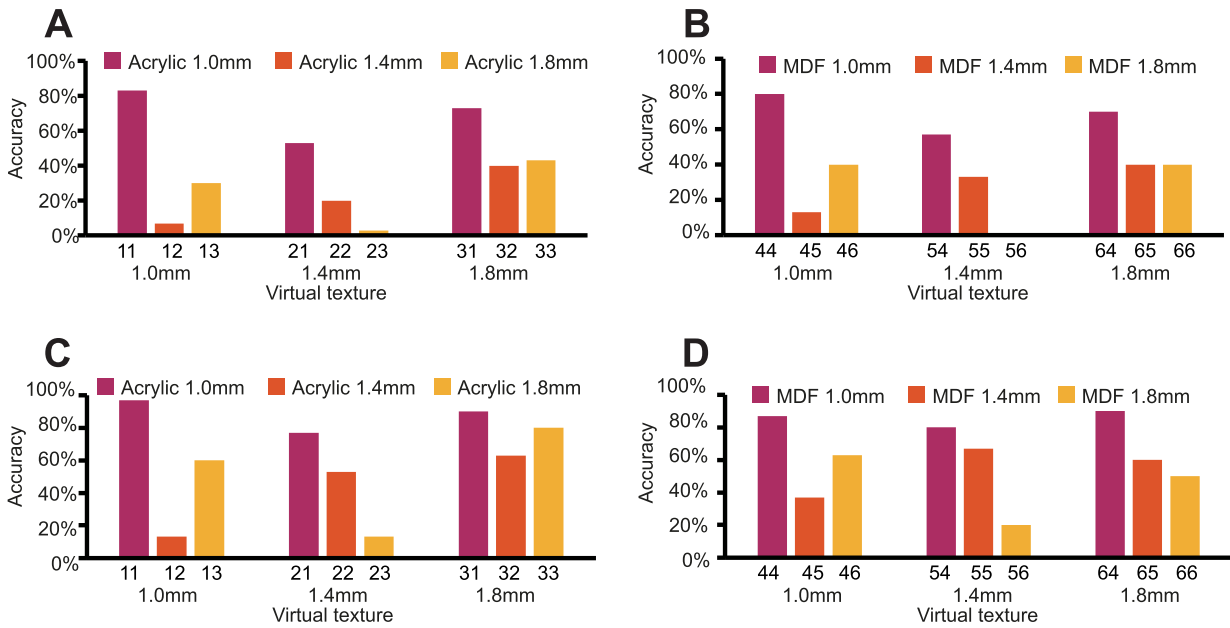 A
Acrylic 1.0mm Acrylic 1.4mm Acrylic 1.8mm
100%
80%
60%
40%
20%
0%
Accuracy
11 12 13 21 22 23 31 32 33
1.0mm 1.4mm 1.8mm
Virtual texture
B
MDF 1.0mm MDF 1.4mm MDF 1.8mm
100%
80%
60%
40%
20%
0%
Accuracy
44 45 46 54 55 56 64 65 66
1.0mm 1.4mm 1.8mm
Virtual texture
C
Acrylic 1.0mm Acrylic 1.4mm Acrylic 1.8mm
100%
80%
60%
40%
20%
0%
Accuracy
11 12 13 21 22 23 31 32 33
1.0mm 1.4mm 1.8mm
Virtual texture
D
MDF 1.0mm MDF 1.4mm MDF 1.8mm
100%
80%
60%
40%
20%
0%
Accuracy
44 45 46 54 55 56 64 65 66
1.0mm 1.4mm 1.8mm
Virtual texture